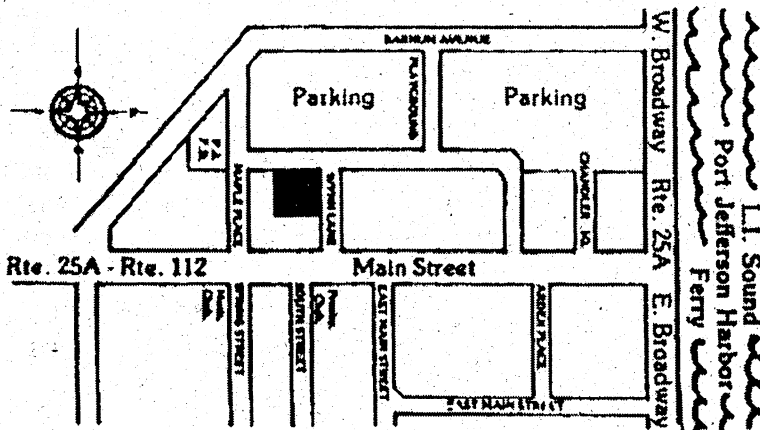 BARNUM AVENUE
Parking
PLAYGROUND
Parking
W. Broadway Rte. 25A E. Broadway
L.I. Sound
Port Jefferson Harbor
Ferry
P.J.
F.D.
MAPLE PLACE
WYNN LANE
CHANDLER SQ.
Rte. 25A - Rte. 112
Main Street
SPRING STREET
SOUTH STREET
EAST MAIN STREET
ARDEN PLACE
EAST MAIN STREET